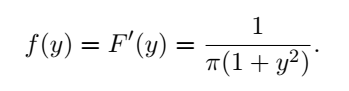 f(y) = F′(y) = 1 / π(1 + y²).